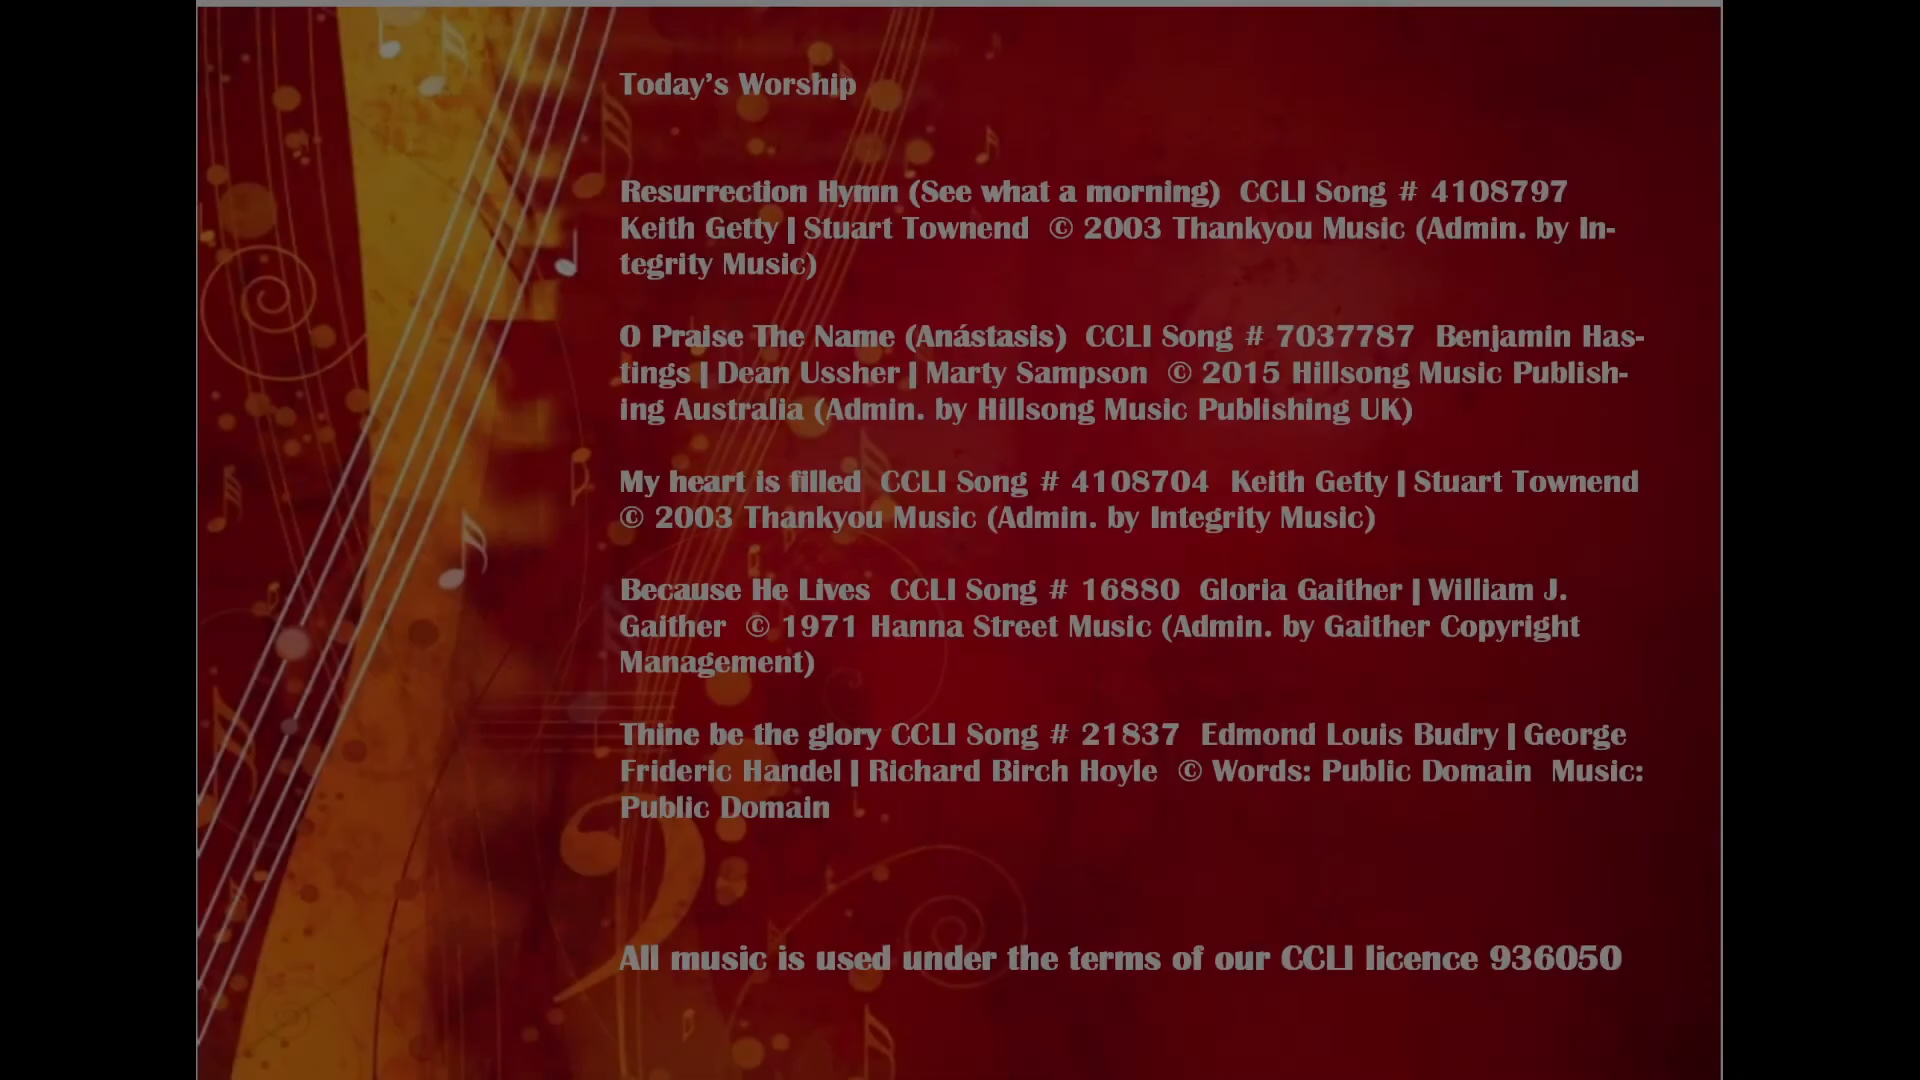 Today’s Worship
Resurrection Hymn (See what a morning)  CCLI Song # 4108797
Keith Getty | Stuart Townend  © 2003 Thankyou Music (Admin. by In-
tegrity Music)
O Praise The Name (Anástasis)  CCLI Song # 7037787  Benjamin Has-
tings | Dean Ussher | Marty Sampson  © 2015 Hillsong Music Publish-
ing Australia (Admin. by Hillsong Music Publishing UK)
My heart is filled  CCLI Song # 4108704  Keith Getty | Stuart Townend
© 2003 Thankyou Music (Admin. by Integrity Music)
Because He Lives  CCLI Song # 16880  Gloria Gaither | William J.
Gaither  © 1971 Hanna Street Music (Admin. by Gaither Copyright
Management)
Thine be the glory CCLI Song # 21837  Edmond Louis Budry | George
Frideric Handel | Richard Birch Hoyle  © Words: Public Domain  Music:
Public Domain
All music is used under the terms of our CCLI licence 936050